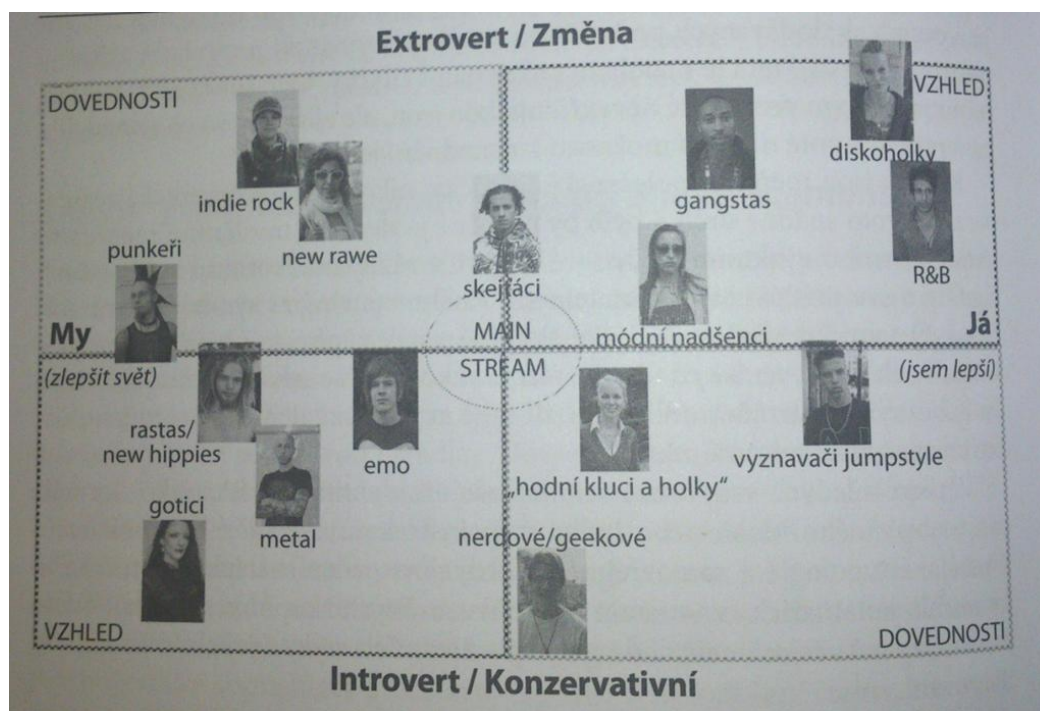 Extrovert / Změna
DOVEDNOSTI
VZHLED
diskoholky
indie rock
gangstas
punkeři
new rawe
R&B
skejťáci
My
MAIN
módní nadšenci
Já
(zlepšit svět)
STREAM
(jsem lepší)
rastas/
new hippies
emo
vyznavači jumpstyle
„hodní kluci a holky“
gotici
metal
nerdové/geekové
VZHLED
DOVEDNOSTI
Introvert / Konzervativní